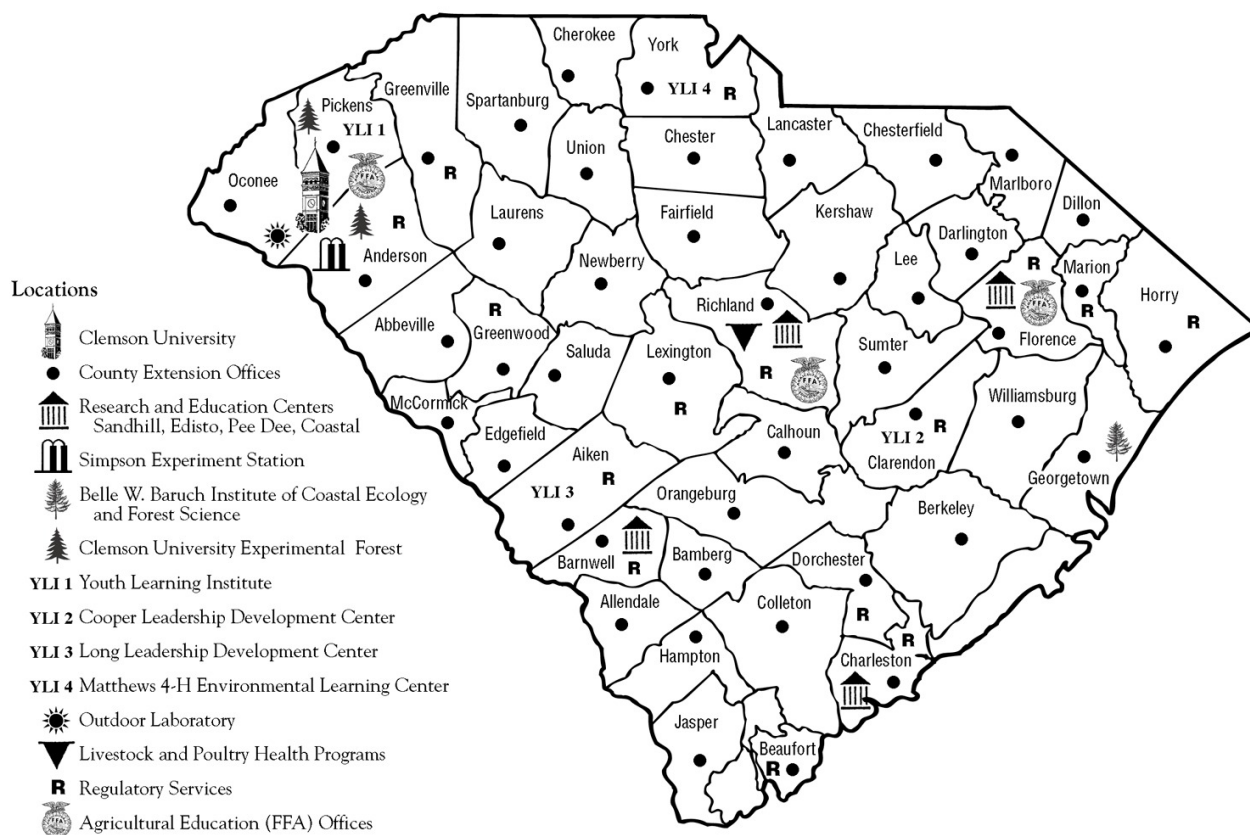 Cherokee
York
YLI 4
R
Greenville
Pickens
YLI 1
Spartanburg
Lancaster
Chesterfield
Chester
Union
Marlboro
Oconee
R
FFA
Dillon
Laurens
Fairfield
Kershaw
Darlington
R
Anderson
Newberry
Lee
R
Marion
Horry
Richland
FFA
R
R
R
Abbeville
Greenwood
Saluda
Lexington
Sumter
Florence
R
R
FFA
McCormick
Williamsburg
Edgefield
Calhoun
YLI 2
R
Clarendon
Aiken
R
YLI 3
Orangeburg
Georgetown
Berkeley
Barnwell
R
Bamberg
Dorchester
Allendale
Colleton
R
R
Hampton
Charleston
Jasper
Beaufort
R
Locations
Clemson University
County Extension Offices
Research and Education Centers
Sandhill, Edisto, Pee Dee, Coastal
Simpson Experiment Station
Belle W. Baruch Institute of Coastal Ecology
and Forest Science
Clemson University Experimental Forest
YLI 1 Youth Learning Institute
YLI 2 Cooper Leadership Development Center
YLI 3 Long Leadership Development Center
YLI 4 Matthews 4-H Environmental Learning Center
Outdoor Laboratory
Livestock and Poultry Health Programs
R Regulatory Services
FFA Agricultural Education (FFA) Offices